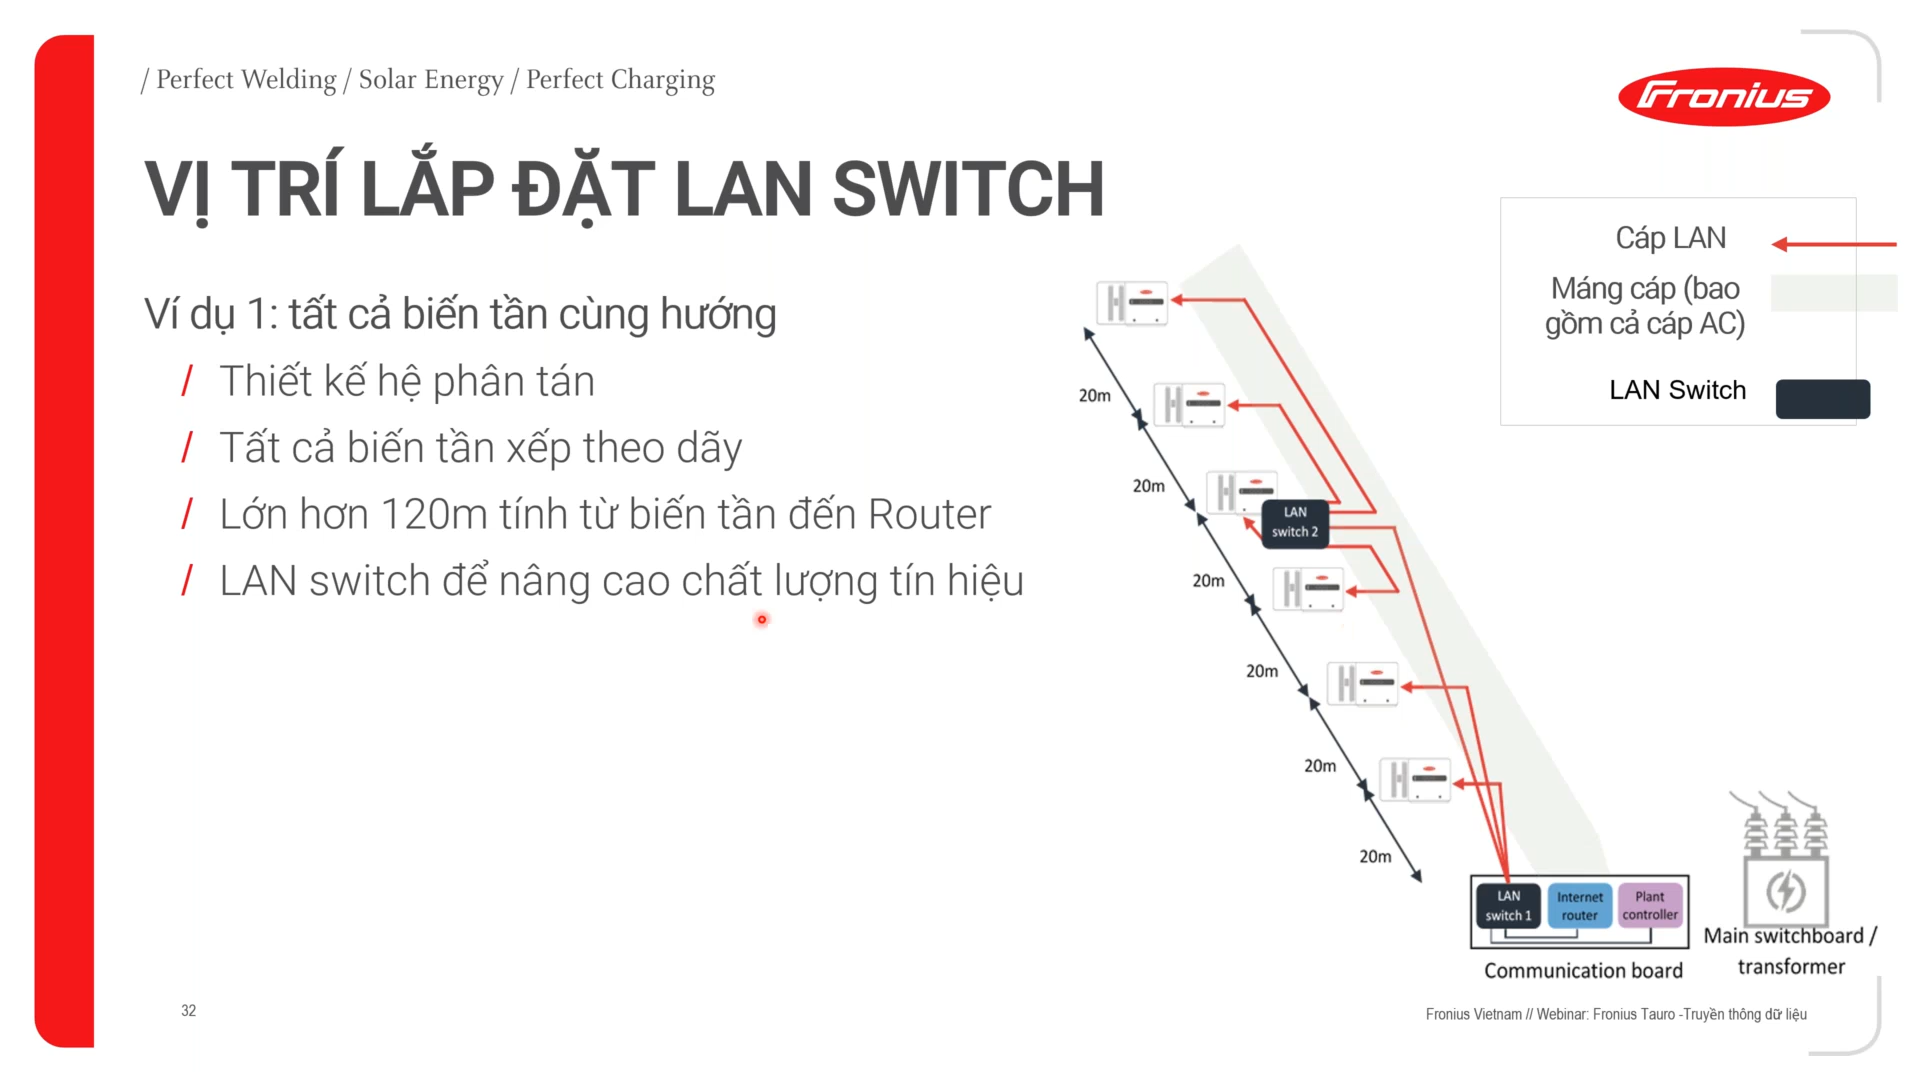 / Perfect Welding / Solar Energy / Perfect Charging
Fronius
VỊ TRÍ LẮP ĐẶT LAN SWITCH
Ví dụ 1: tất cả biến tần cùng hướng
/ Thiết kế hệ phân tán
/ Tất cả biến tần xếp theo dãy
/ Lớn hơn 120m tính từ biến tần đến Router
/ LAN switch để nâng cao chất lượng tín hiệu
Cáp LAN
Máng cáp (bao
gồm cả cáp AC)
LAN Switch
20m
20m
LAN
switch 2
20m
20m
20m
20m
LAN
switch 1
Internet
router
Plant
controller
Communication board
Main switchboard /
transformer
32
Fronius Vietnam // Webinar: Fronius Tauro -Truyền thông dữ liệu